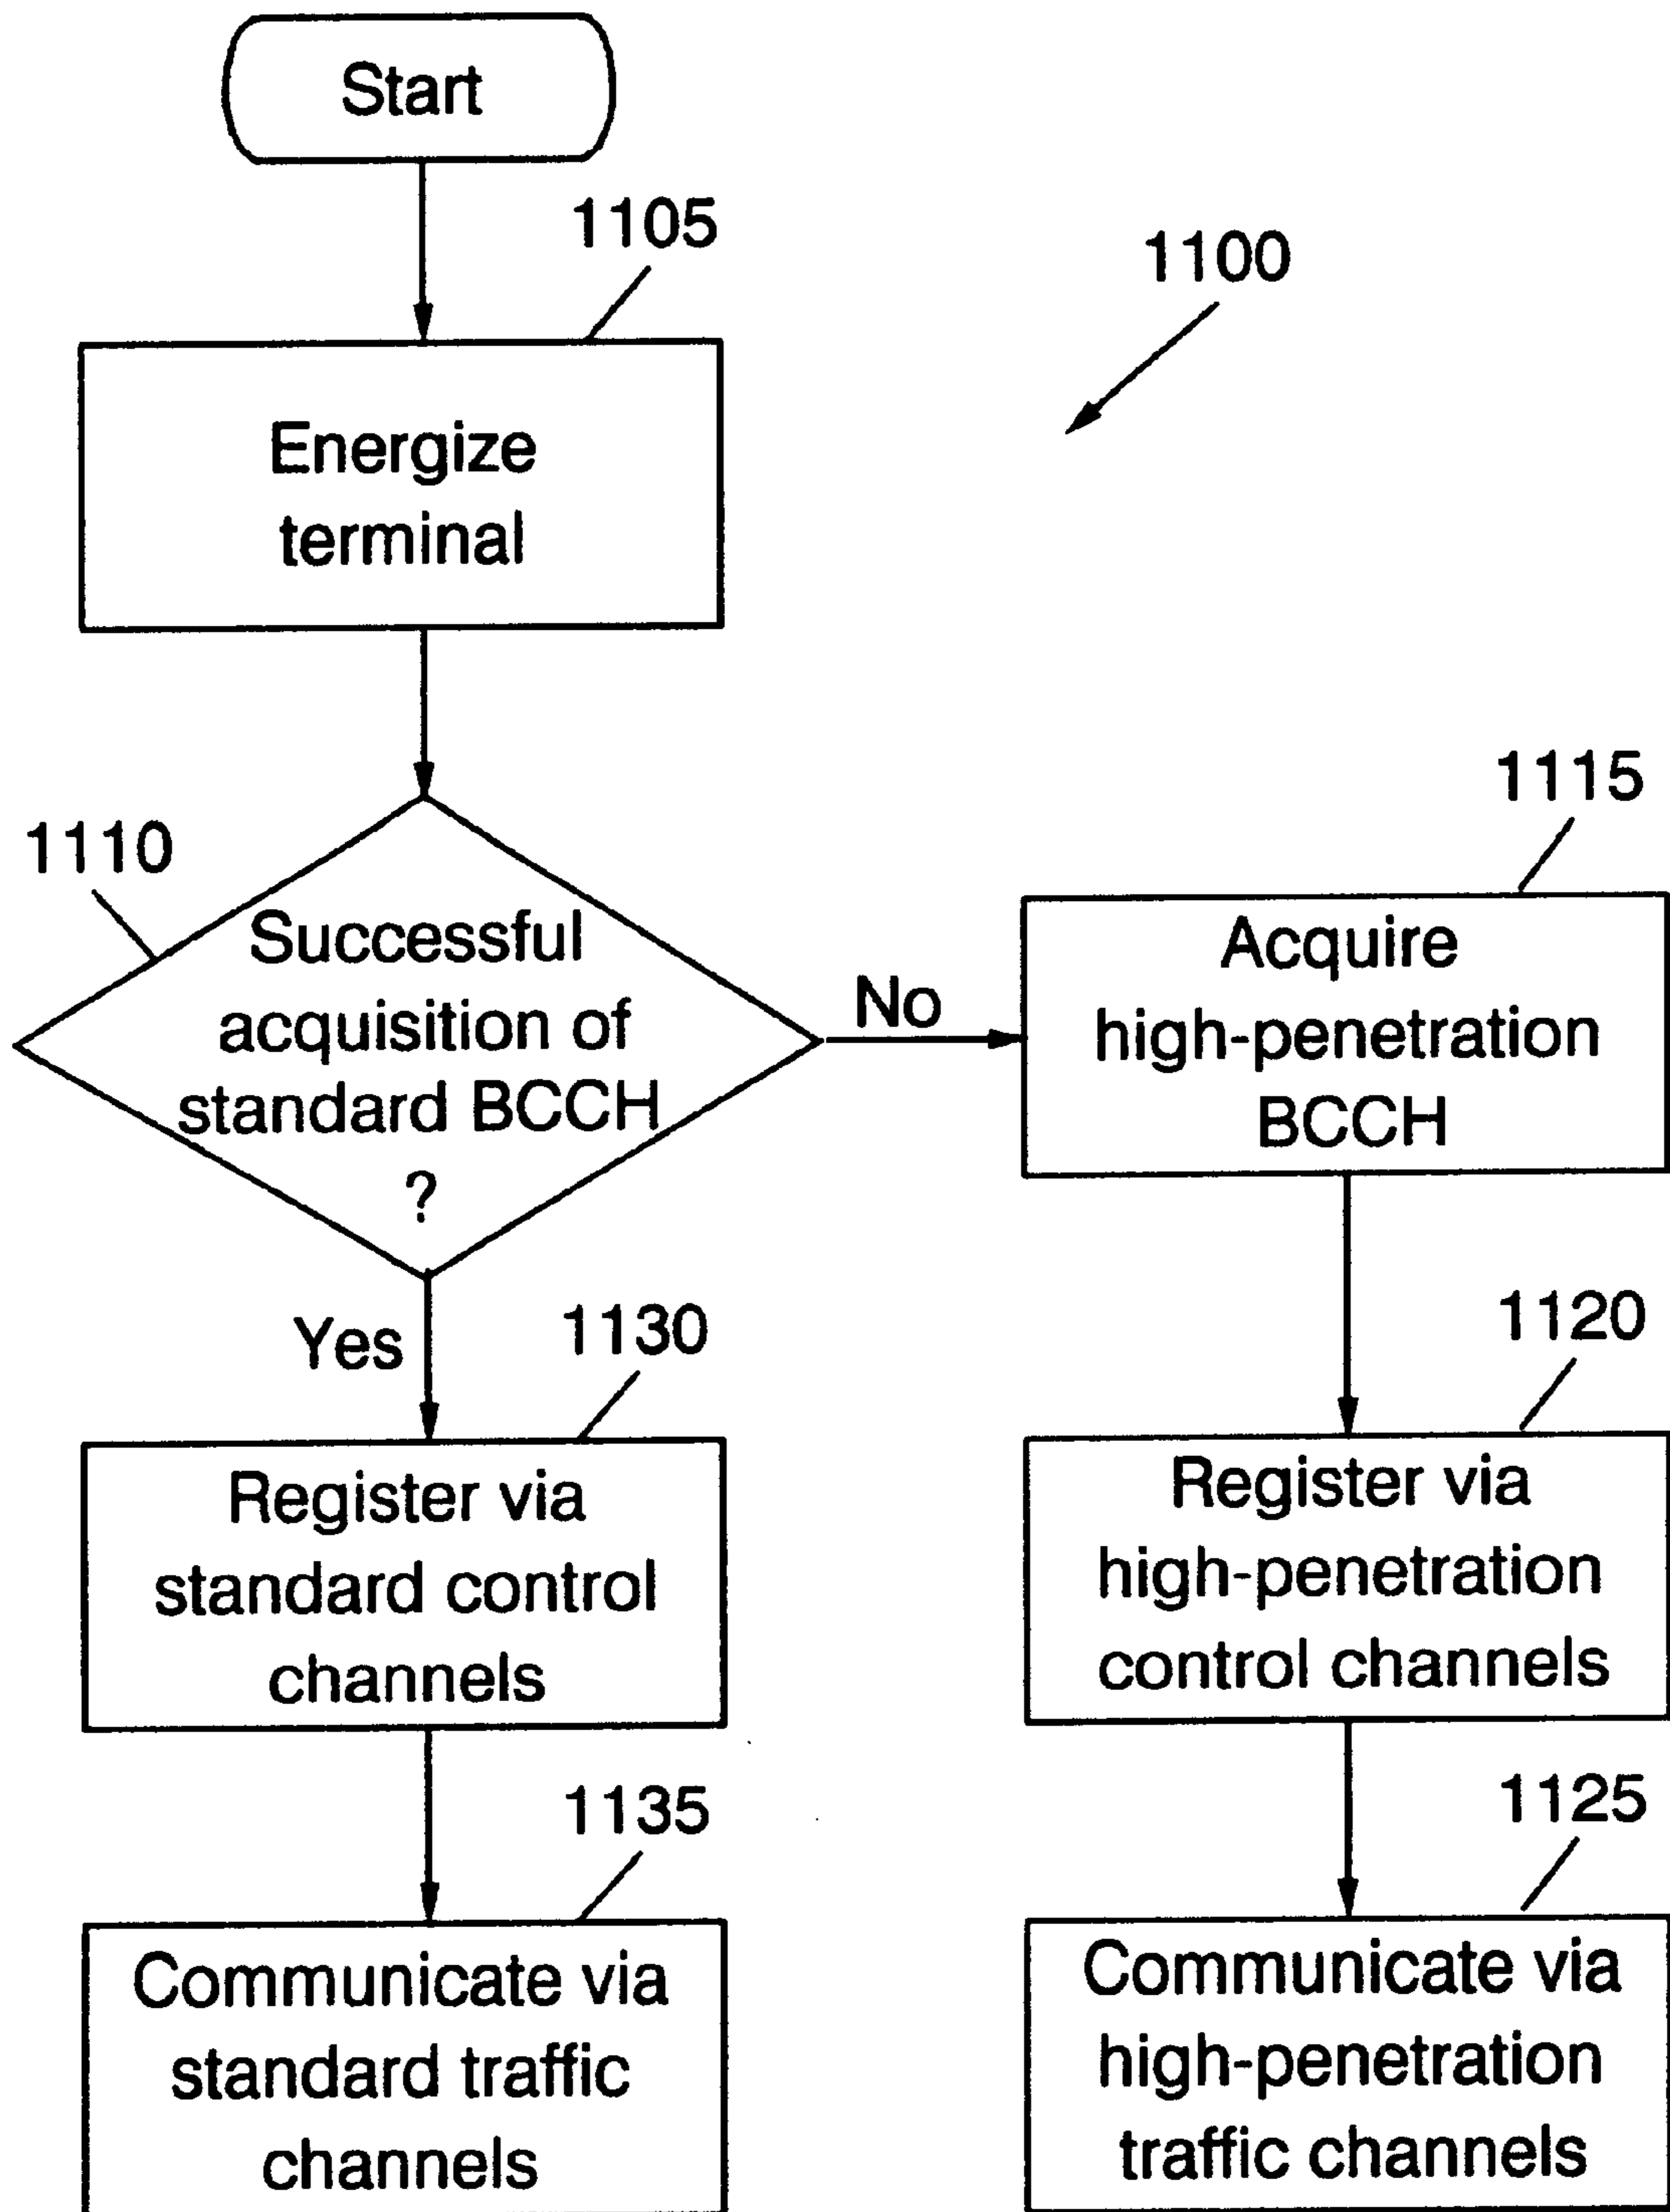 Start
1105
1100
Energize
terminal
1110
Successful
acquisition of
standard BCCH
?
No
1115
Acquire
high-penetration
BCCH
Yes
1130
Register via
standard control
channels
1120
Register via
high-penetration
control channels
1135
Communicate via
standard traffic
channels
1125
Communicate via
high-penetration
traffic channels